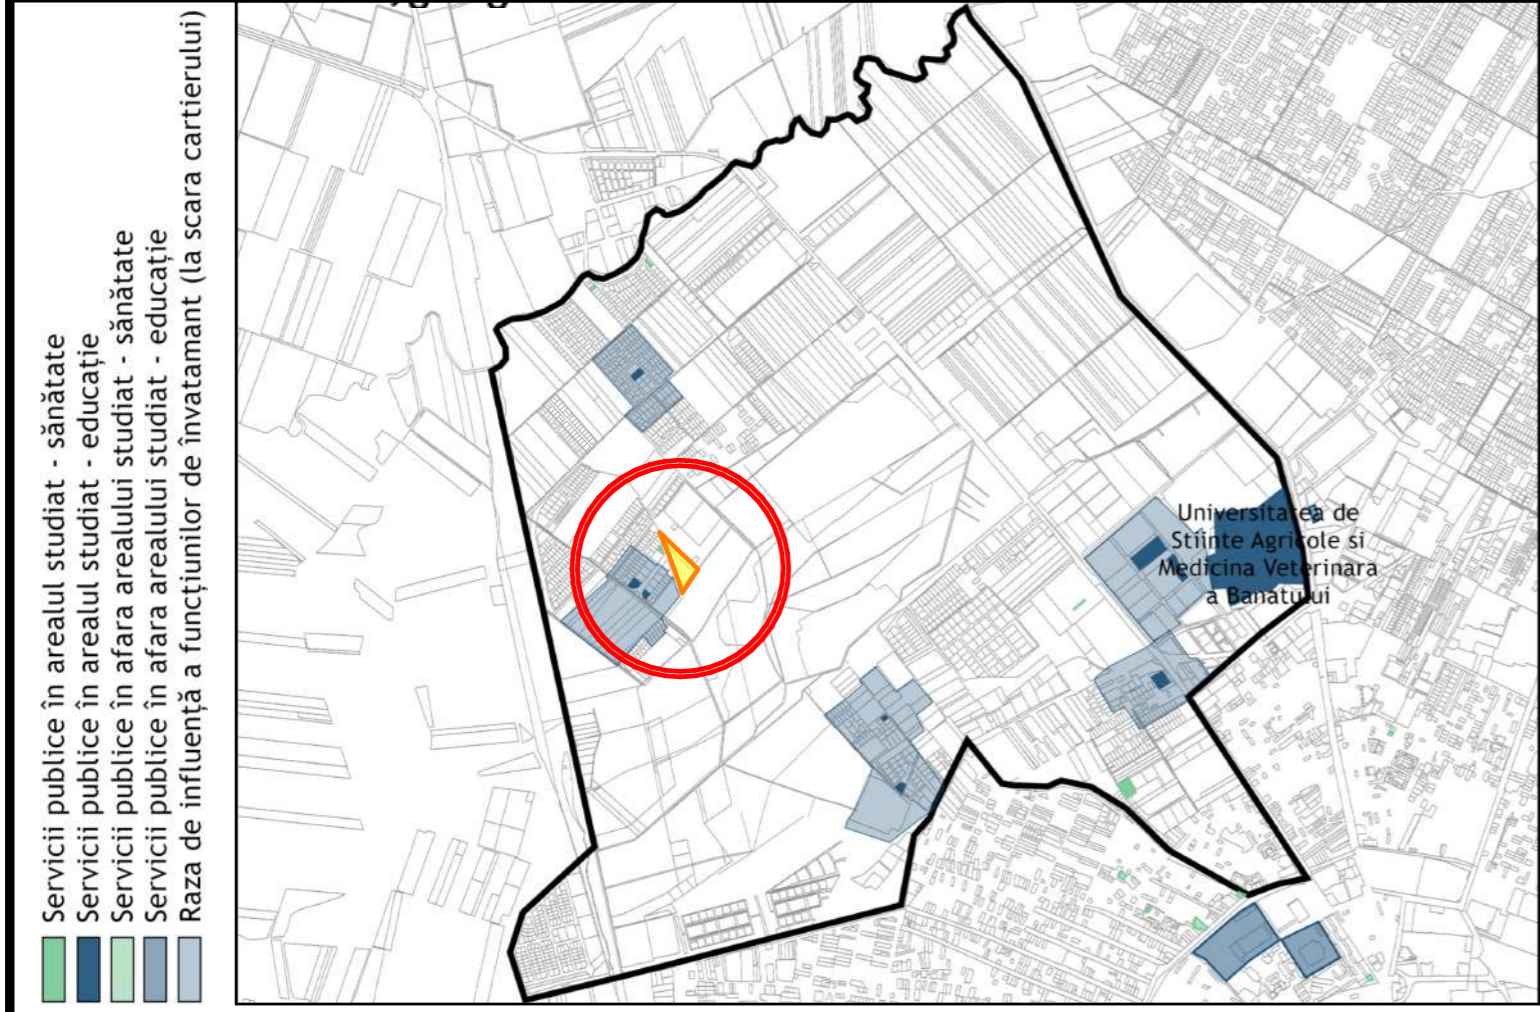 Servicii publice în arealul studiat - sănătate
Servicii publice în arealul studiat - educație
Servicii publice în afara arealului studiat - sănătate
Servicii publice în afara arealului studiat - educație
Raza de influență a funcțiunilor de învatamant (la scara cartierului)
Universitatea de
Stiinte Agricole si
Medicina Veterinara
a Banatului